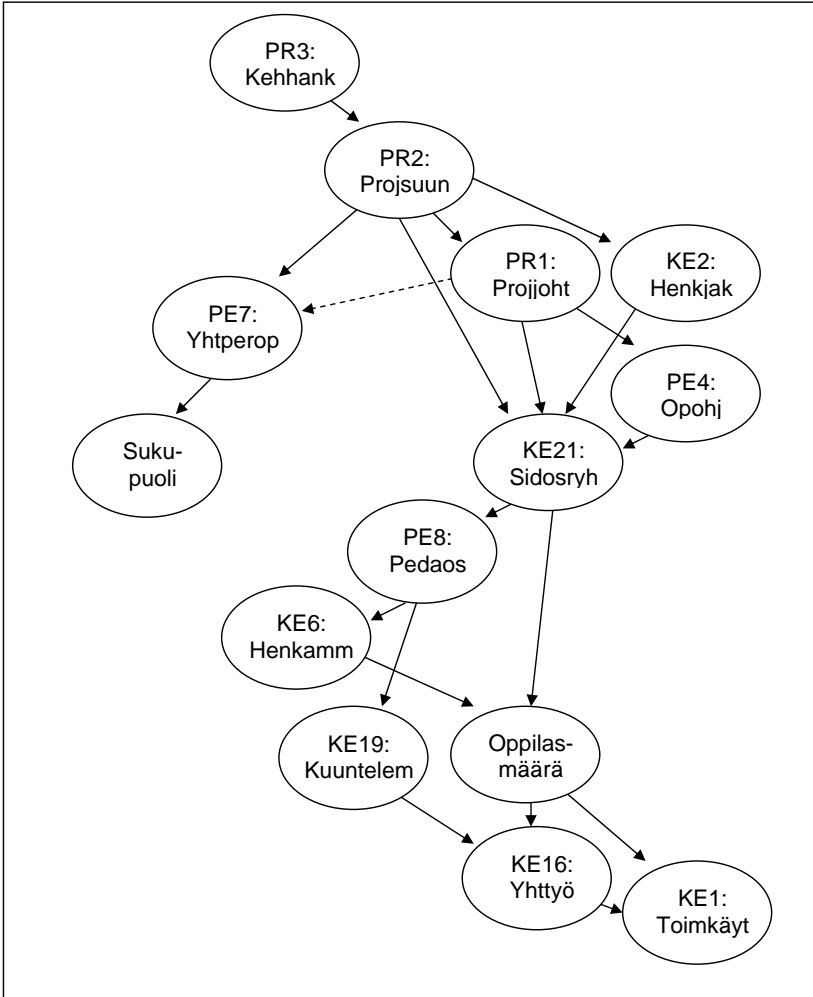 PR3:
Kehhank
PR2:
Projsuun
PR1:
Projjoht
KE2:
Henkjak
PE7:
Yhtperop
PE4:
Opohj
Suku-
puoli
KE21:
Sidosryh
PE8:
Pedaos
KE6:
Henkamm
KE19:
Kuuntelem
Oppilas-
määrä
KE16:
Yhttyö
KE1:
Toimkäyt